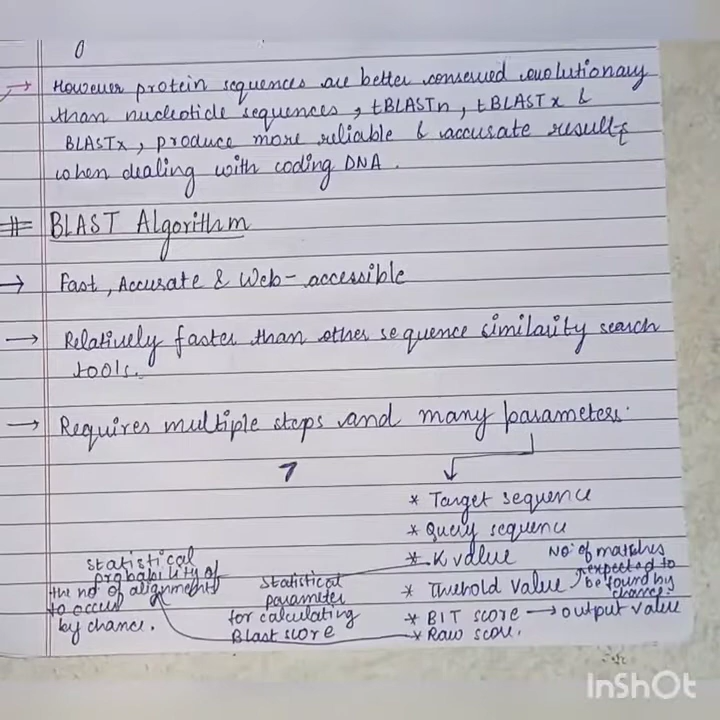 → However protein sequences are better conserved evolutionary
than nucleotide sequences, tBLASTn, tBLASTx &
BLASTx, produce more reliable & accurate results
when dealing with coding DNA.
# BLAST Algorithm
→ Fast, Accurate & Web-accessible
→ Relatively faster than other sequence similarity search
tools.
→ Requires multiple steps and many parameters.
* Target sequence
* Query sequence
* K value
* Threhold value
* BIT score → output value
* Raw score.
No. of matches
expected to
be found by
chance.
Statistical
parameter
for calculating
Blast score
statistical
probability of
the no. of alignments
to occur
by chance.
InShOt